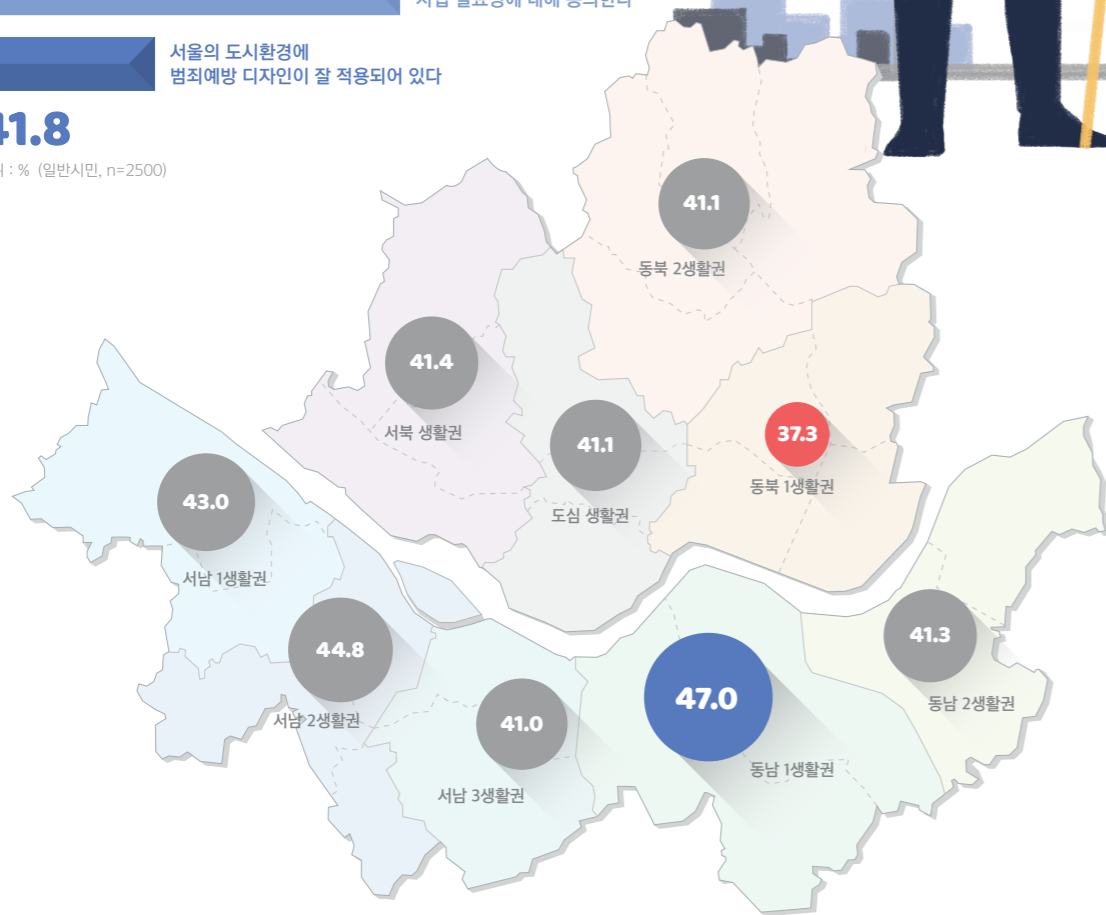 서울의 도시환경에
범죄예방 디자인이 잘 적용되어 있다
41.8
: % (일반시민, n=2500)
41.1
동북 2생활권
41.4
서북 생활권
41.1
도심 생활권
37.3
동북 1생활권
43.0
서남 1생활권
44.8
서남 2생활권
41.0
서남 3생활권
47.0
동남 1생활권
41.3
동남 2생활권